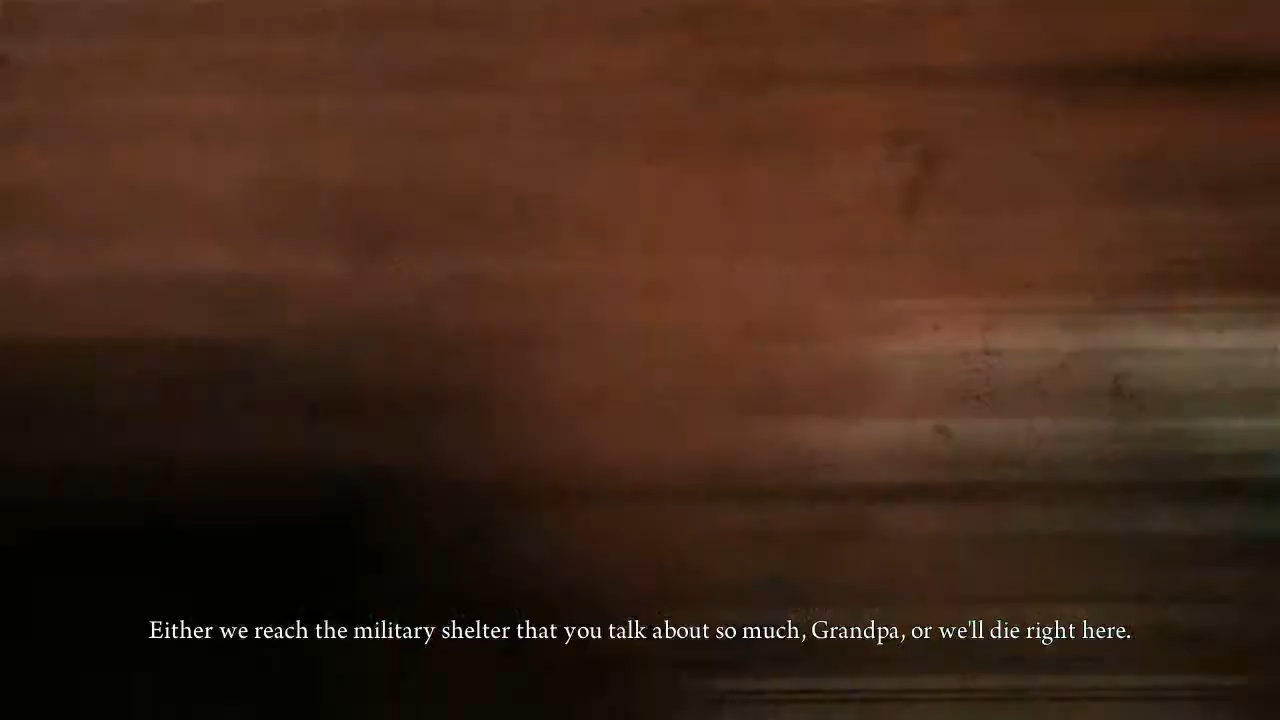 Either we reach the military shelter that you talk about so much, Grandpa, or we'll die right here.